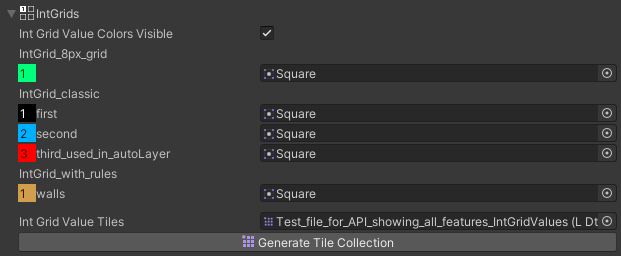 IntGrids
Int Grid Value Colors Visible
IntGrid_8px_grid
1 Square
IntGrid_classic
1 first Square
2 second Square
3 third_used_in_autoLayer Square
IntGrid_with_rules
1 walls Square
Int Grid Value Tiles Test_file_for_API_showing_all_features_IntGridValues (L Dt
Generate Tile Collection